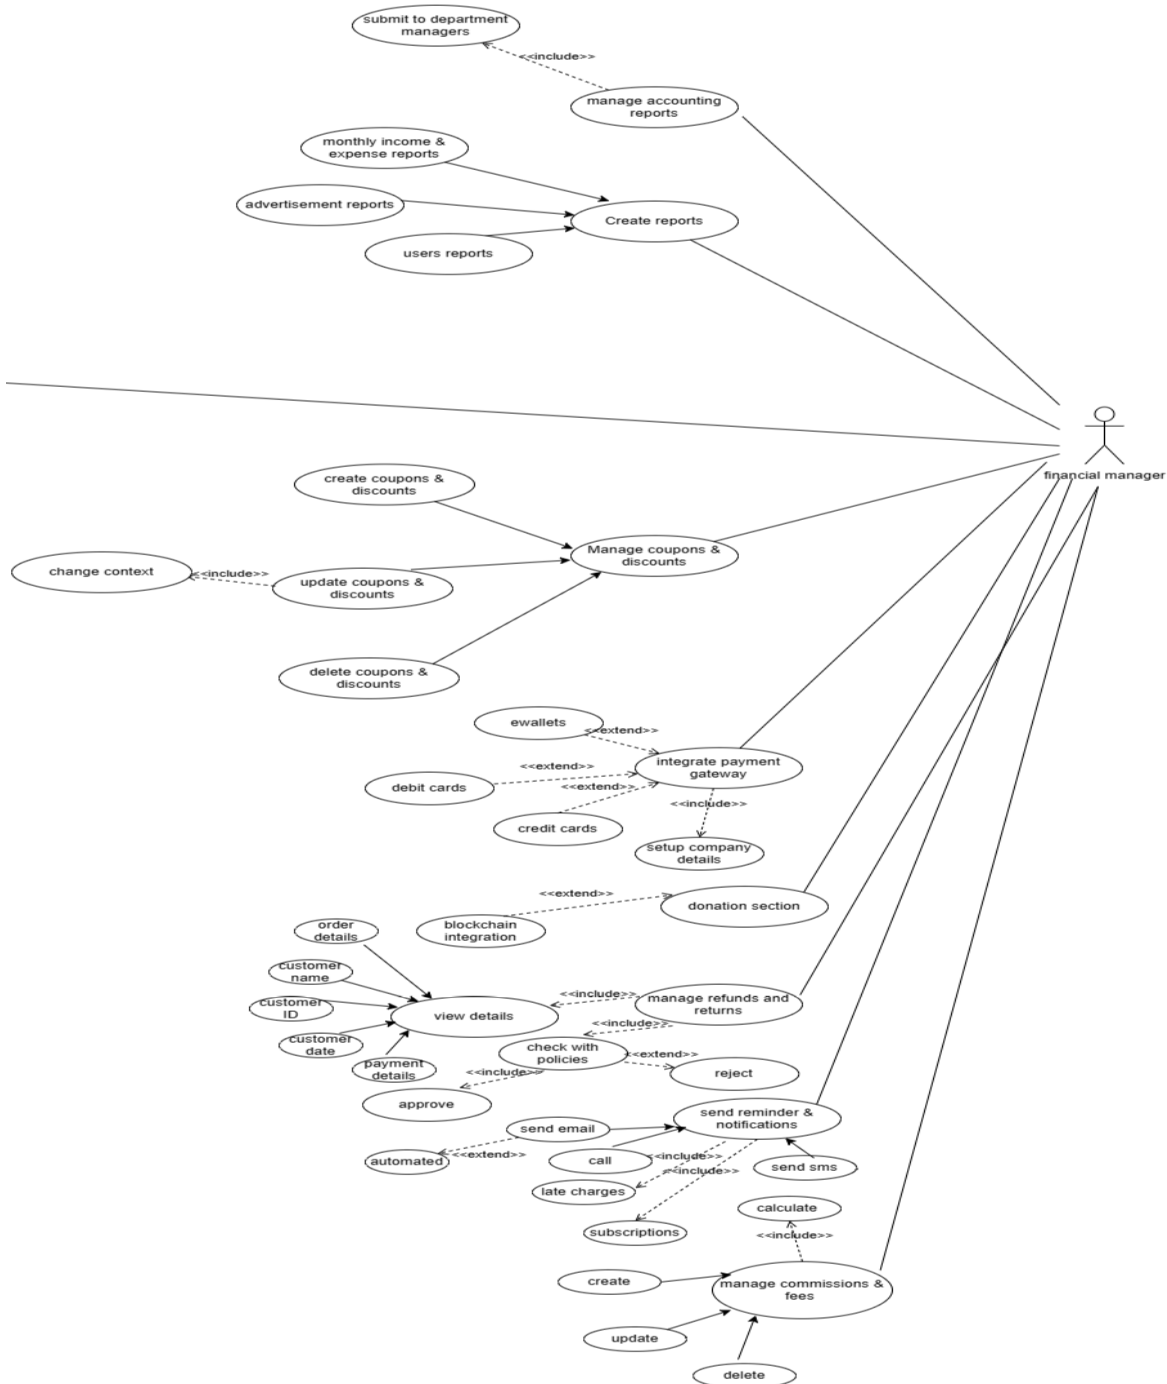 submit to department
managers
<<include>>
manage accounting
reports
monthly income &
expense reports
advertisement reports
Create reports
users reports
financial manager
create coupons &
discounts
Manage coupons &
discounts
change context
<<include>>
update coupons &
discounts
delete coupons &
discounts
ewallets
<<extend>>
integrate payment
gateway
<<extend>>
debit cards
<<extend>>
credit cards
<<include>>
setup company
details
<<extend>>
donation section
blockchain
integration
order
details
customer
name
customer
ID
view details
<<include>>
manage refunds and
returns
<<include>>
customer
date
payment
details
check with
policies
<<extend>>
reject
<<include>>
approve
send reminder &
notifications
send email
automated
<<extend>>
call
<<include>>
<<include>>
send sms
late charges
subscriptions
calculate
<<include>>
create
manage commissions &
fees
update
delete